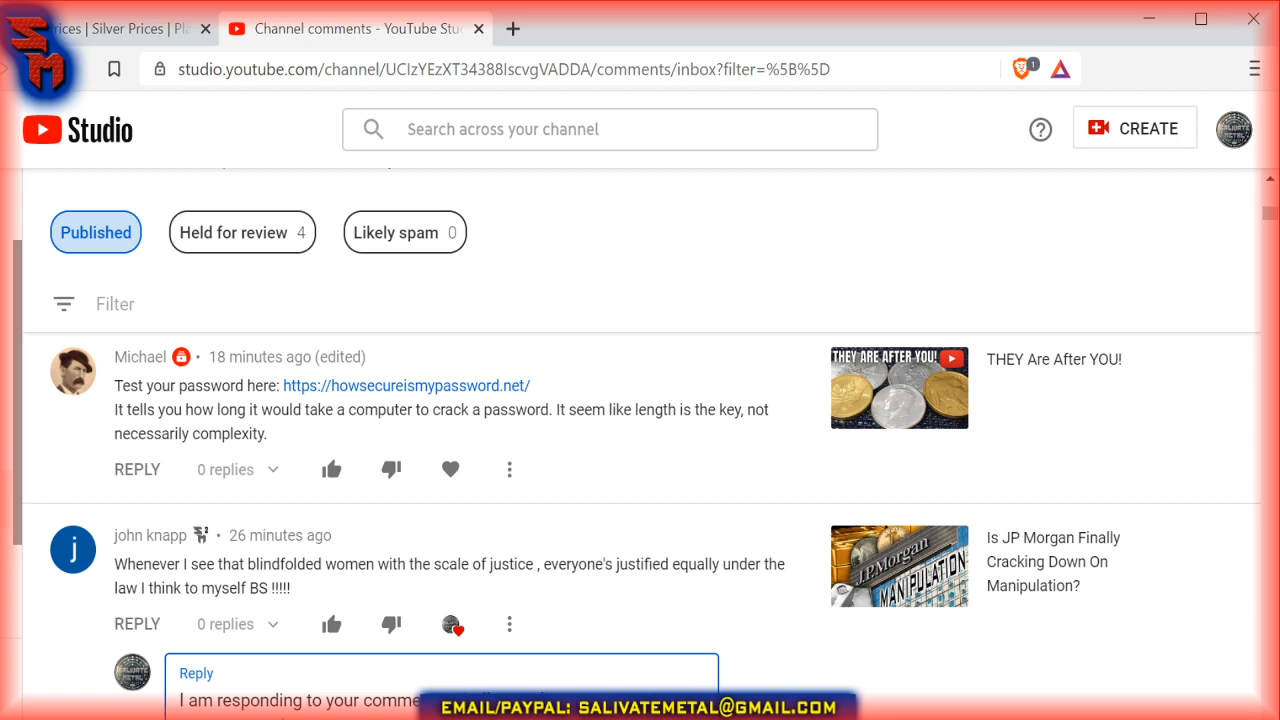 rices | Silver Prices | Pla
Channel comments - YouTube Stu
studio.youtube.com/channel/UCIzYEzXT34388IscvgVADDA/comments/inbox?filter=%5B%5D
1
SM
Studio
Search across your channel
CREATE
Published
Held for review 4
Likely spam 0
Filter
Michael • 18 minutes ago (edited)
Test your password here: https://howsecureismypassword.net/
It tells you how long it would take a computer to crack a password. It seem like length is the key, not
necessarily complexity.
REPLY 0 replies
THEY ARE AFTER YOU!
THEY Are After YOU!
john knapp • 26 minutes ago
Whenever I see that blindfolded women with the scale of justice , everyone's justified equally under the
law I think to myself BS !!!!!
REPLY 0 replies
J.P.Morgan
MANIPULATION
Is JP Morgan Finally
Cracking Down On
Manipulation?
j
Reply
I am responding to your comme
EMAIL/PAYPAL: SALIVATEMETAL@GMAIL.COM